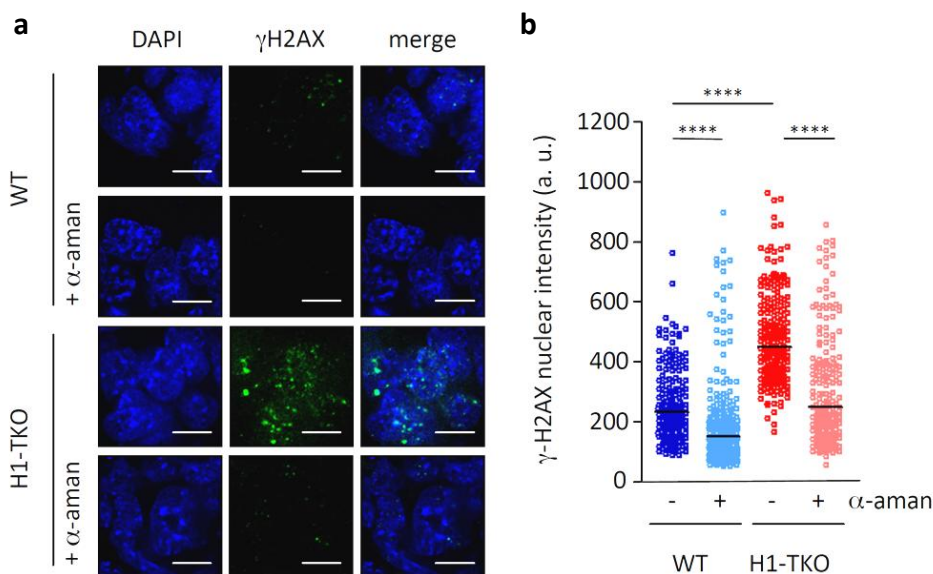 a
DAPI
γH2AX
merge
WT
+ α-aman
H1-TKO
+ α-aman
b
****
**** ****
γ-H2AX nuclear intensity (a. u.)
1200
1000
800
600
400
200
0
- + - + α-aman
WT H1-TKO